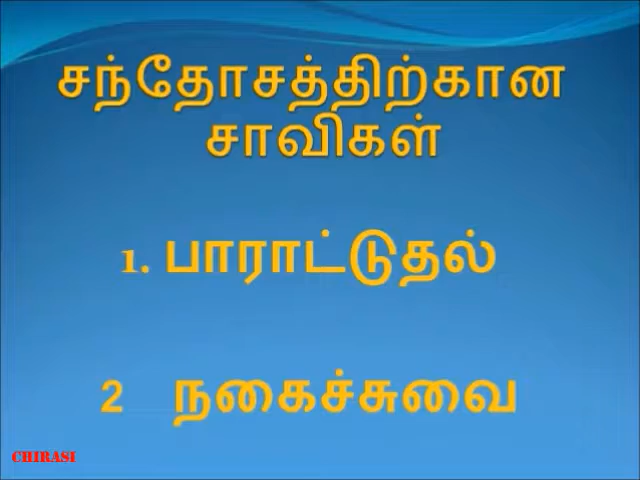 சந்தோசத்திற்கான
சாவிகள்
1. பாராட்டுதல்
2 நகைச்சுவை
CHIRASI